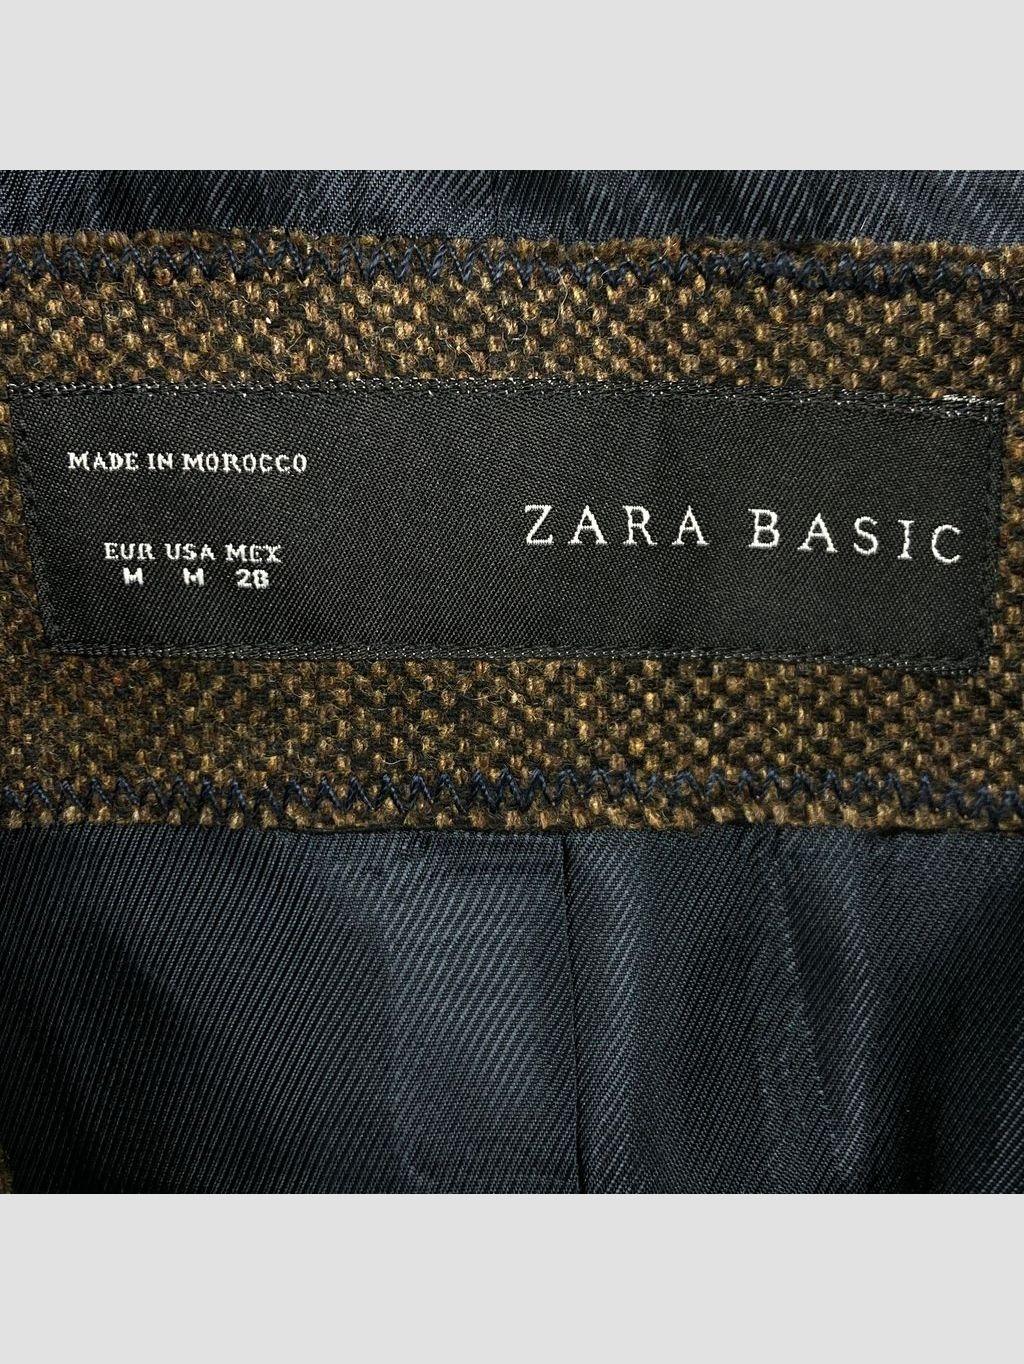 MADE IN MOROCCO
EUR USA MEX
M M 28
ZARA BASIC